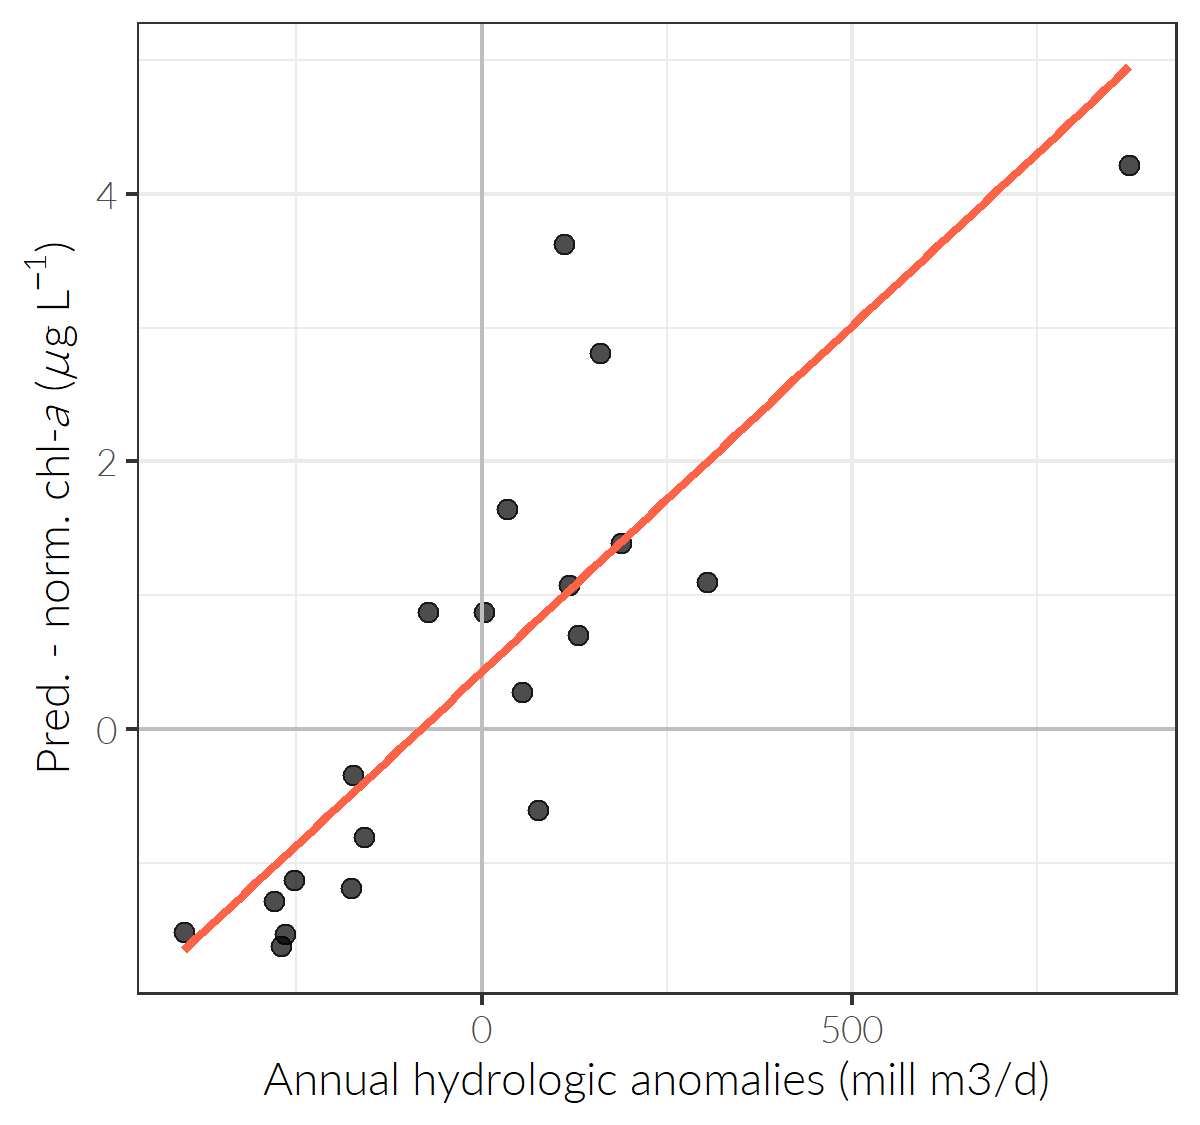 Pred. - norm. chl-a (μg L⁻¹)
4
2
0
0 500
Annual hydrologic anomalies (mill m3/d)